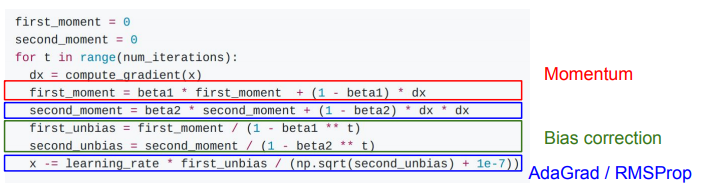 first_moment = 0
second_moment = 0
for t in range(num_iterations):
  dx = compute_gradient(x)
  first_moment = beta1 * first_moment  + (1 - beta1) * dx
  second_moment = beta2 * second_moment + (1 - beta2) * dx * dx
  first_unbias = first_moment / (1 - beta1 ** t)
  second_unbias = second_moment / (1 - beta2 ** t)
  x -= learning_rate * first_unbias / (np.sqrt(second_unbias) + 1e-7))
Momentum
Bias correction
AdaGrad / RMSProp